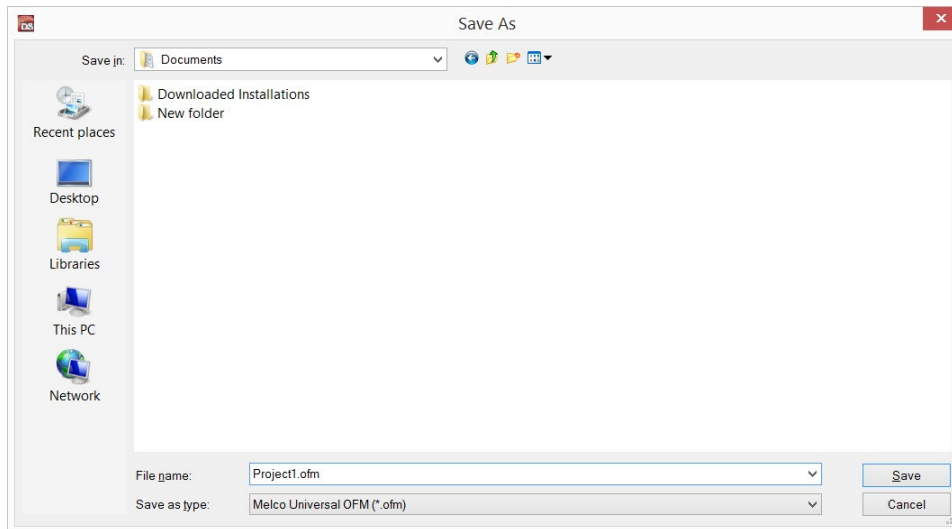 DS
Save As
Save in: Documents
Downloaded Installations
New folder
Recent places
Desktop
Libraries
This PC
Network
File name: Project1.ofm Save
Save as type: Melco Universal OFM (*.ofm) Cancel